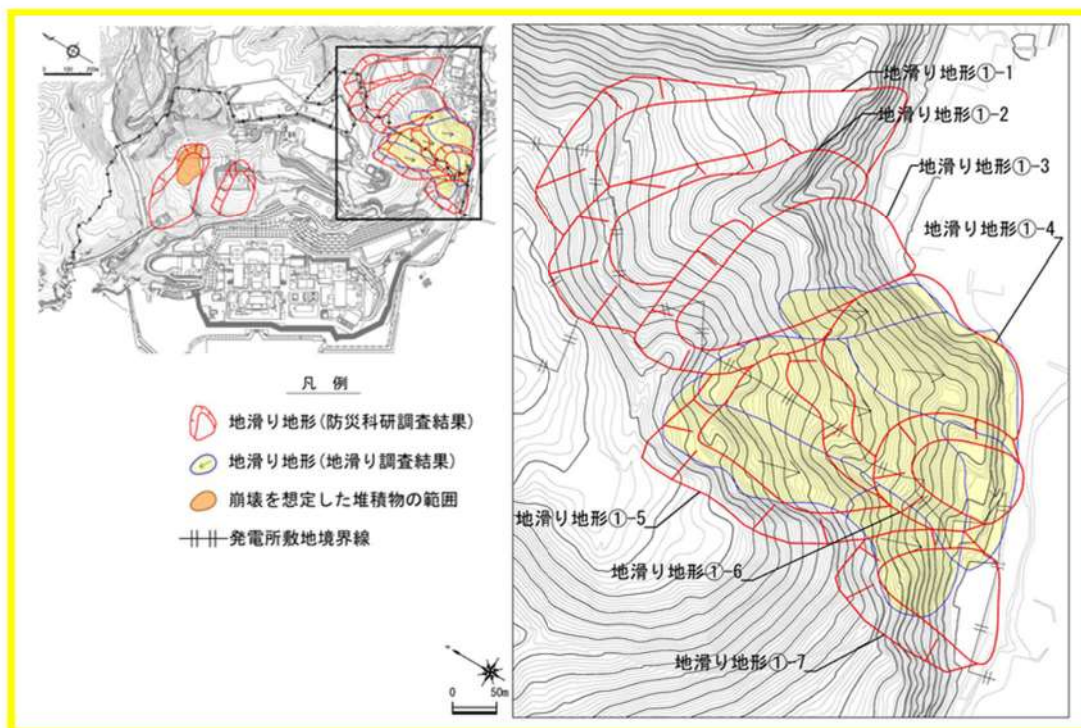 地滑り地形①-1
地滑り地形①-2
地滑り地形①-3
地滑り地形①-4
地滑り地形①-5
地滑り地形①-6
地滑り地形①-7
凡 例
地滑り地形(防災科研調査結果)
地滑り地形(地滑り調査結果)
崩壊を想定した堆積物の範囲
発電所敷地境界線
0 50m